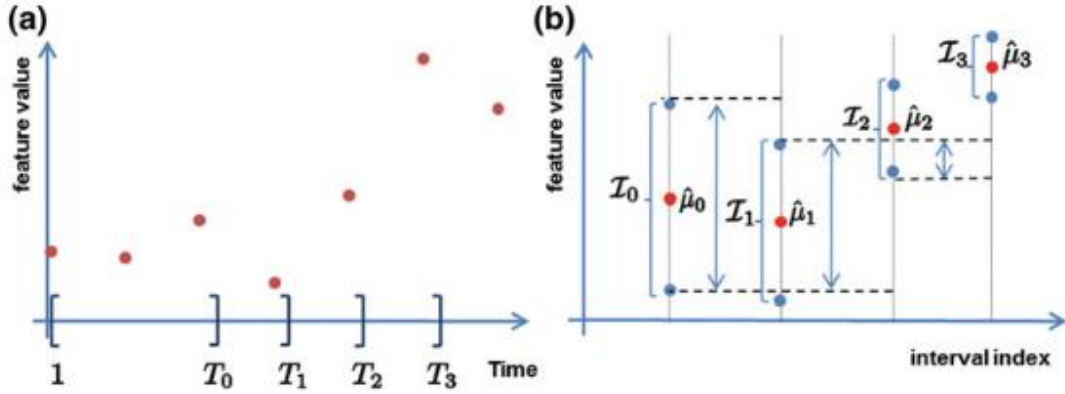 (a)
feature value
1 T₀ T₁ T₂ T₃ Time
(b)
feature value
ℐ₀ μ̂₀
ℐ₁ μ̂₁
ℐ₂ μ̂₂
ℐ₃ μ̂₃
interval index